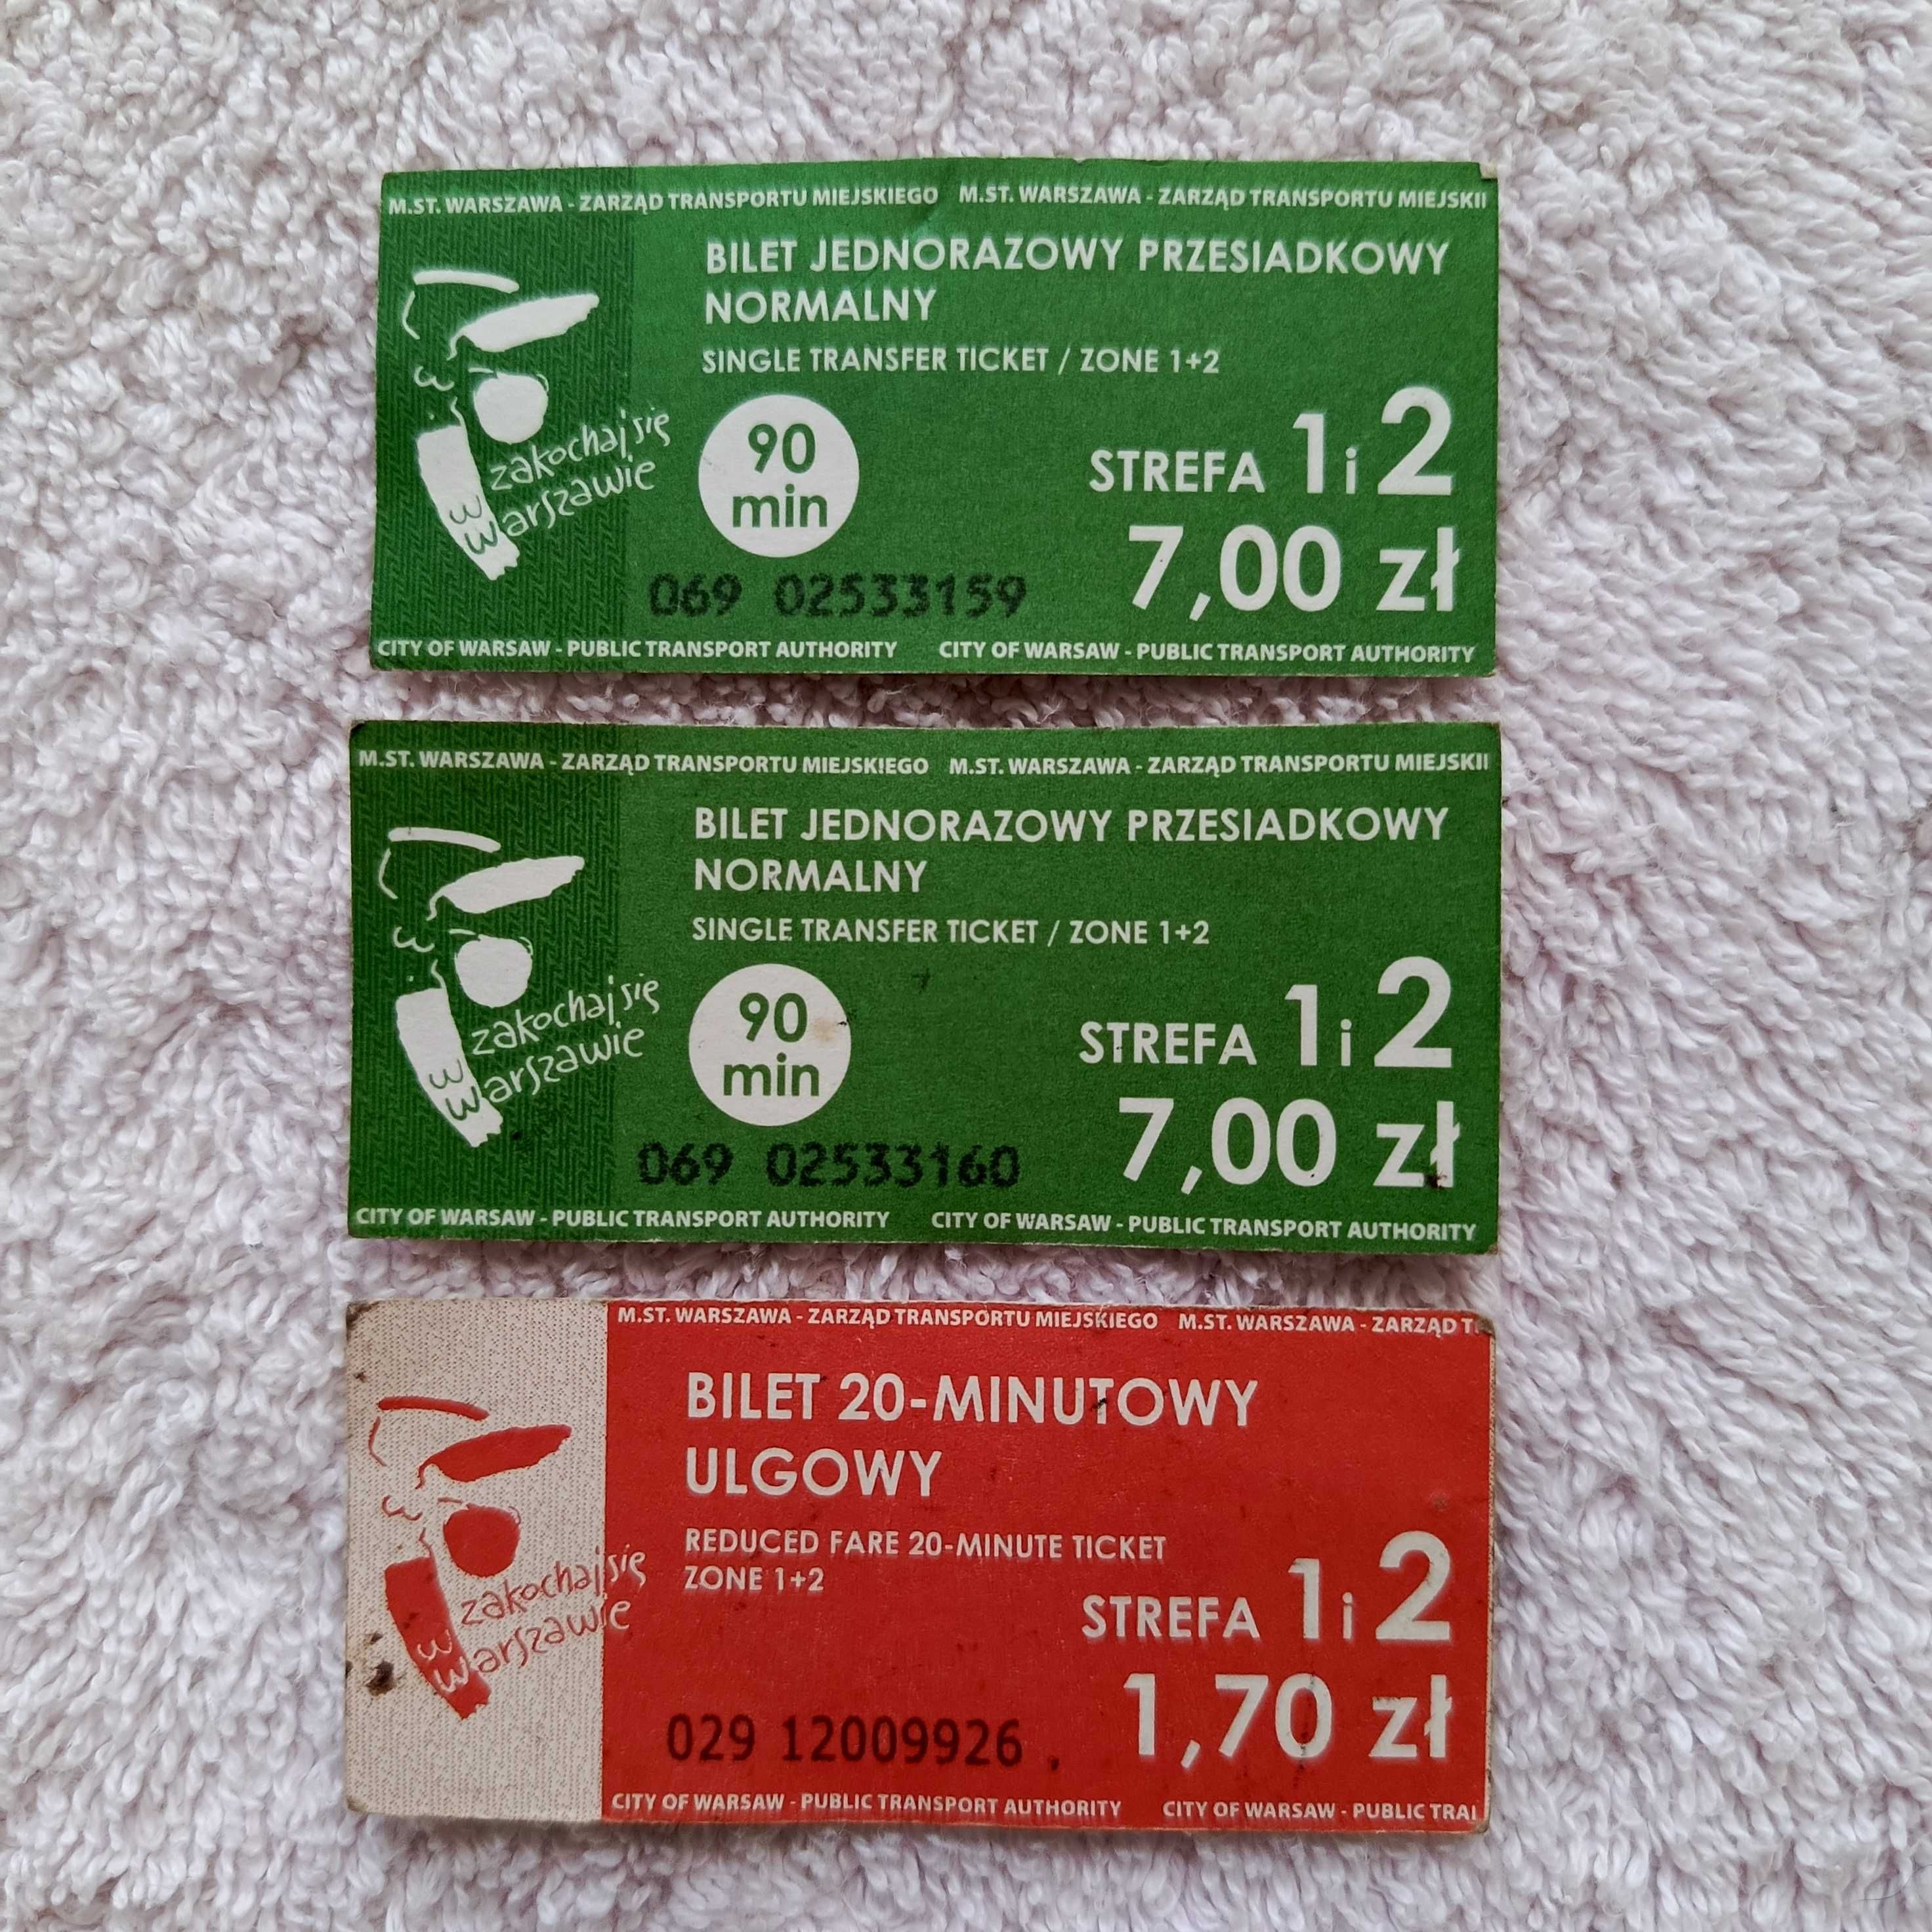 M.ST. WARSZAWA - ZARZĄD TRANSPORTU MIEJSKIEGO M.ST. WARSZAWA - ZARZĄD TRANSPORTU MIEJSKII
BILET JEDNORAZOWY PRZESIADKOWY
NORMALNY
SINGLE TRANSFER TICKET / ZONE 1+2
zakochaj się
w
warszawie
90
min
STREFA 1 i 2
7,00 zł
069 02533159
CITY OF WARSAW - PUBLIC TRANSPORT AUTHORITY CITY OF WARSAW - PUBLIC TRANSPORT AUTHORITY
M.ST. WARSZAWA - ZARZĄD TRANSPORTU MIEJSKIEGO M.ST. WARSZAWA - ZARZĄD TRANSPORTU MIEJSKII
BILET JEDNORAZOWY PRZESIADKOWY
NORMALNY
SINGLE TRANSFER TICKET / ZONE 1+2
zakochaj się
w
warszawie
90
min
STREFA 1 i 2
7,00 zł
069 02533160
CITY OF WARSAW - PUBLIC TRANSPORT AUTHORITY CITY OF WARSAW - PUBLIC TRANSPORT AUTHORITY
M.ST. WARSZAWA - ZARZĄD TRANSPORTU MIEJSKIEGO M.ST. WARSZAWA - ZARZĄD T
BILET 20-MINUTOWY
ULGOWY
REDUCED FARE 20-MINUTE TICKET
ZONE 1+2
zakochaj się
w
warszawie
STREFA 1 i 2
1,70 zł
029 12009926
CITY OF WARSAW - PUBLIC TRANSPORT AUTHORITY CITY OF WARSAW - PUBLIC TRAI